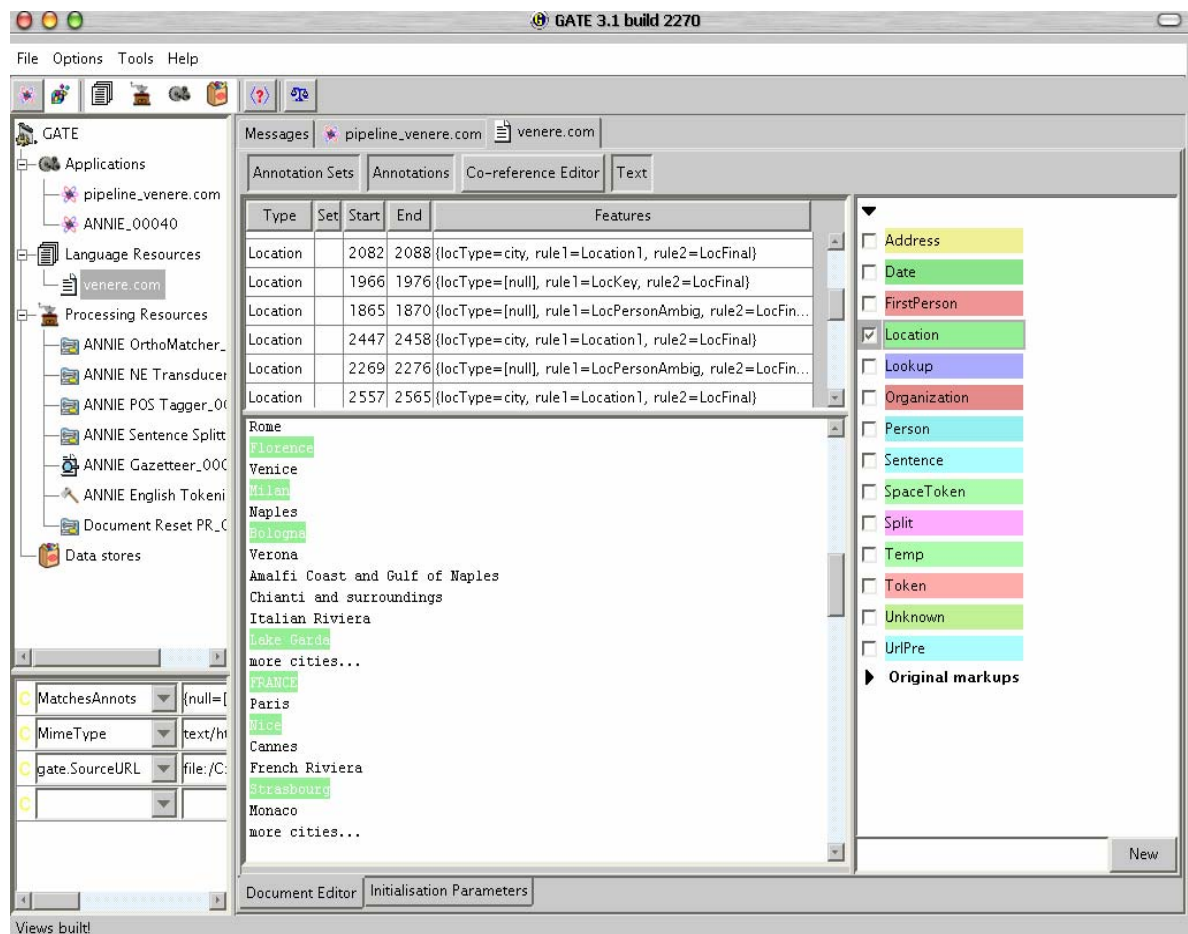 GATE 3.1 build 2270
File Options Tools Help
GATE
Applications
pipeline_venere.com
ANNIE_00040
Language Resources
venere.com
Processing Resources
ANNIE OrthoMatcher_
ANNIE NE Transducer
ANNIE POS Tagger_0
ANNIE Sentence Splitt
ANNIE Gazetteer_00
ANNIE English Tokeni
Document Reset PR_
Data stores
C MatchesAnnots {null=[
C MimeType text/ht
C gate.SourceURL file:/C:
C
Messages pipeline_venere.com venere.com
Annotation Sets Annotations Co-reference Editor Text
Type Set Start End Features
Location 2082 2088 {locType=city, rule1=Location1, rule2=LocFinal}
Location 1966 1976 {locType=[null], rule1=LocKey, rule2=LocFinal}
Location 1865 1870 {locType=[null], rule1=LocPersonAmbig, rule2=LocFin...
Location 2447 2458 {locType=city, rule1=Location1, rule2=LocFinal}
Location 2269 2276 {locType=[null], rule1=LocPersonAmbig, rule2=LocFin...
Location 2557 2565 {locType=city, rule1=Location1, rule2=LocFinal}
Rome
Florence
Venice
Milan
Naples
Bologna
Verona
Amalfi Coast and Gulf of Naples
Chianti and surroundings
Italian Riviera
Lake Garda
more cities...
FRANCE
Paris
Nice
Cannes
French Riviera
Strasbourg
Monaco
more cities...
Address
Date
FirstPerson
Location
Lookup
Organization
Person
Sentence
SpaceToken
Split
Temp
Token
Unknown
UrlPre
Original markups
New
Document Editor Initialisation Parameters
Views built!